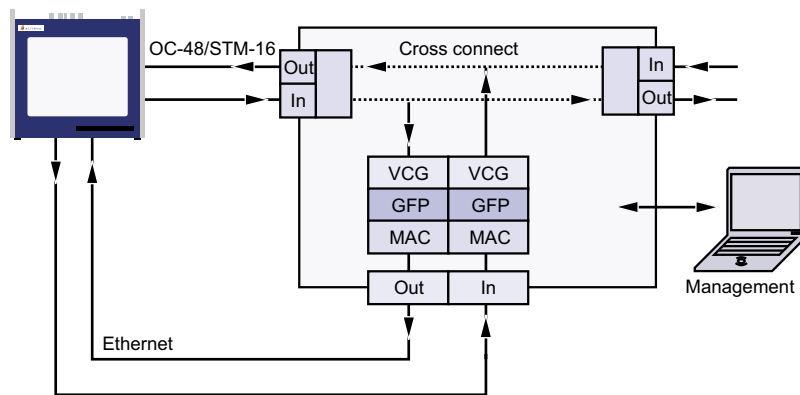 OC-48/STM-16
Cross connect
Out
In
In
Out
VCG VCG
GFP GFP
MAC MAC
Out In
Management
Ethernet